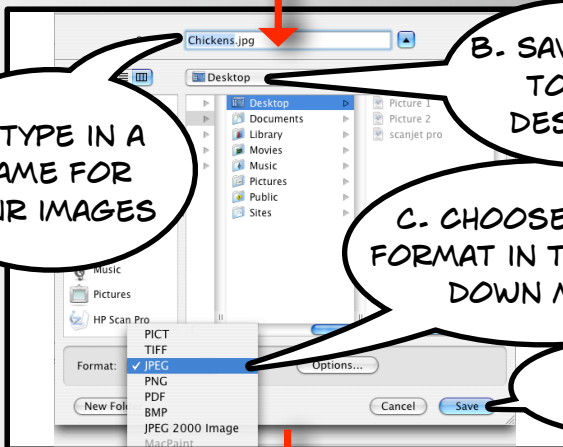 Chickens.jpg
B. SAV
TO
DES
Desktop
TYPE IN A
AME FOR
UR IMAGES
Desktop
Documents
Library
Movies
Music
Pictures
Public
Sites
Picture 1
Picture 2
scanjet pro
C. CHOOSE
FORMAT IN T
DOWN
Music
Pictures
HP Scan Pro
Format:
PICT
TIFF
✓ JPEG
PNG
PDF
BMP
JPEG 2000 Image
MacPaint
Options...
New Fol
Cancel
Save